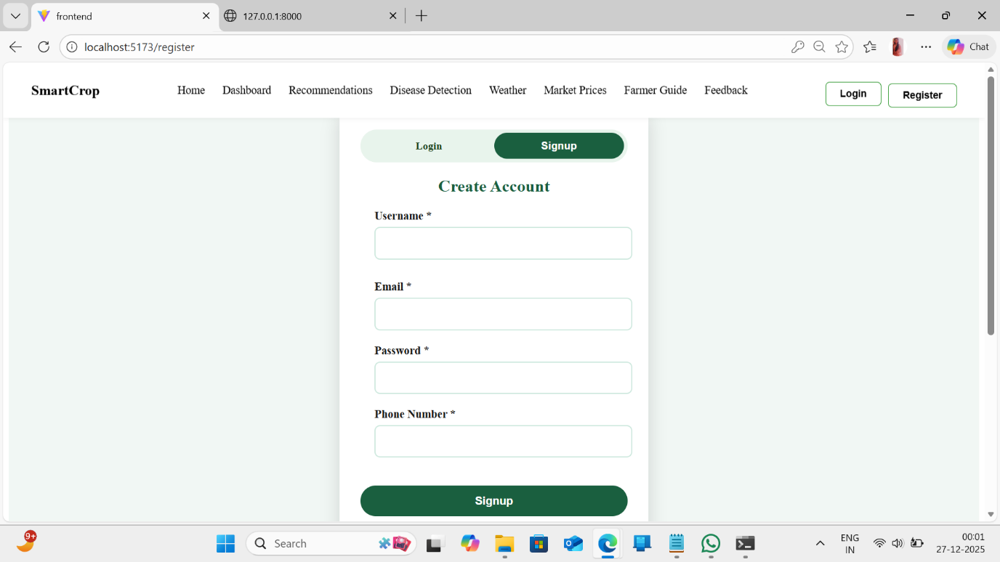 frontend
127.0.0.1:8000
localhost:5173/register
Chat
SmartCrop
Home Dashboard Recommendations Disease Detection Weather Market Prices Farmer Guide Feedback
Login Register
Login Signup
Create Account
Username *
Email *
Password *
Phone Number *
Signup
9+
Search
ENG
IN
00:01
27-12-2025